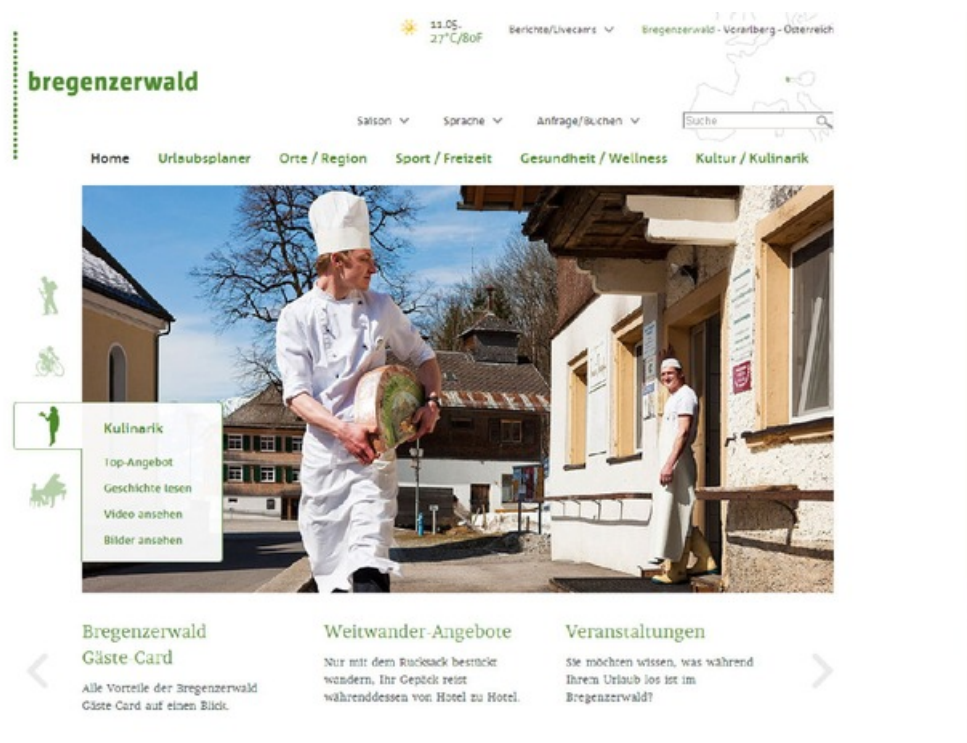 11.05.
27°C/80F
Berichte/Livecams
Bregenzerwald - Vorarlberg - Österreich
bregenzerwald
Saison
Sprache
Anfrage/Buchen
Suche
Home
Urlaubsplaner
Orte / Region
Sport / Freizeit
Gesundheit / Wellness
Kultur / Kulinarik
Kulinarik
Top-Angebot
Geschichte lesen
Video ansehen
Bilder ansehen
Bregenzerwald
Gäste-Card
Alle Vorteile der Bregenzerwald
Gäste-Card auf einen Blick.
Weitwander-Angebote
Nur mit dem Rucksack bestückt
wandern, Ihr Gepäck reist
währenddessen von Hotel zu Hotel.
Veranstaltungen
Sie möchten wissen, was während
Ihrem Urlaub los ist im
Bregenzerwald?